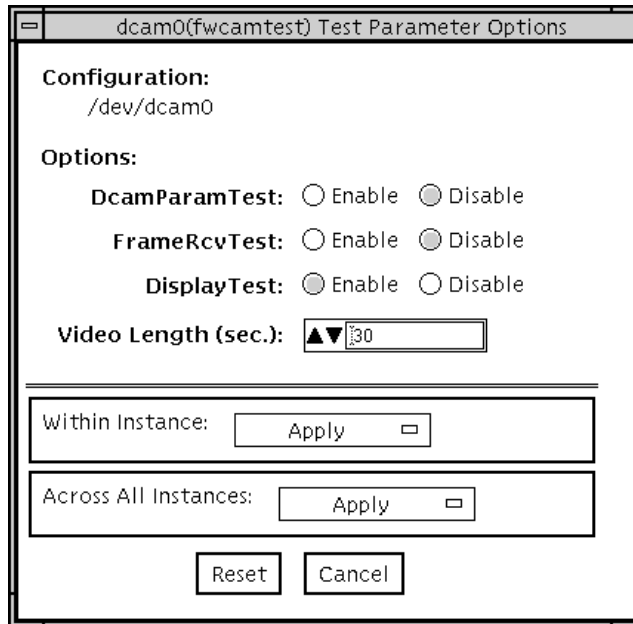 dcam0(fwcamtest) Test Parameter Options
Configuration:
/dev/dcam0
Options:
DcamParamTest: Enable Disable
FrameRcvTest: Enable Disable
DisplayTest: Enable Disable
Video Length (sec.): 30
Within Instance: Apply
Across All Instances: Apply
Reset Cancel